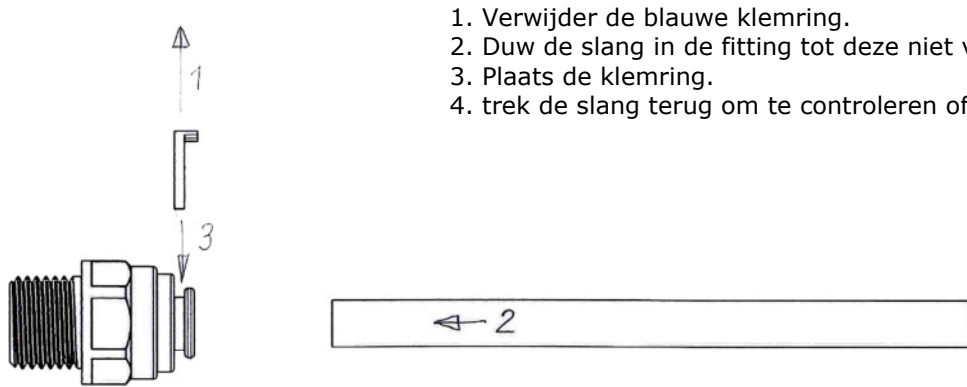 1. Verwijder de blauwe klemring.
2. Duw de slang in de fitting tot deze niet
3. Plaats de klemring.
4. trek de slang terug om te controleren of
1
3
2